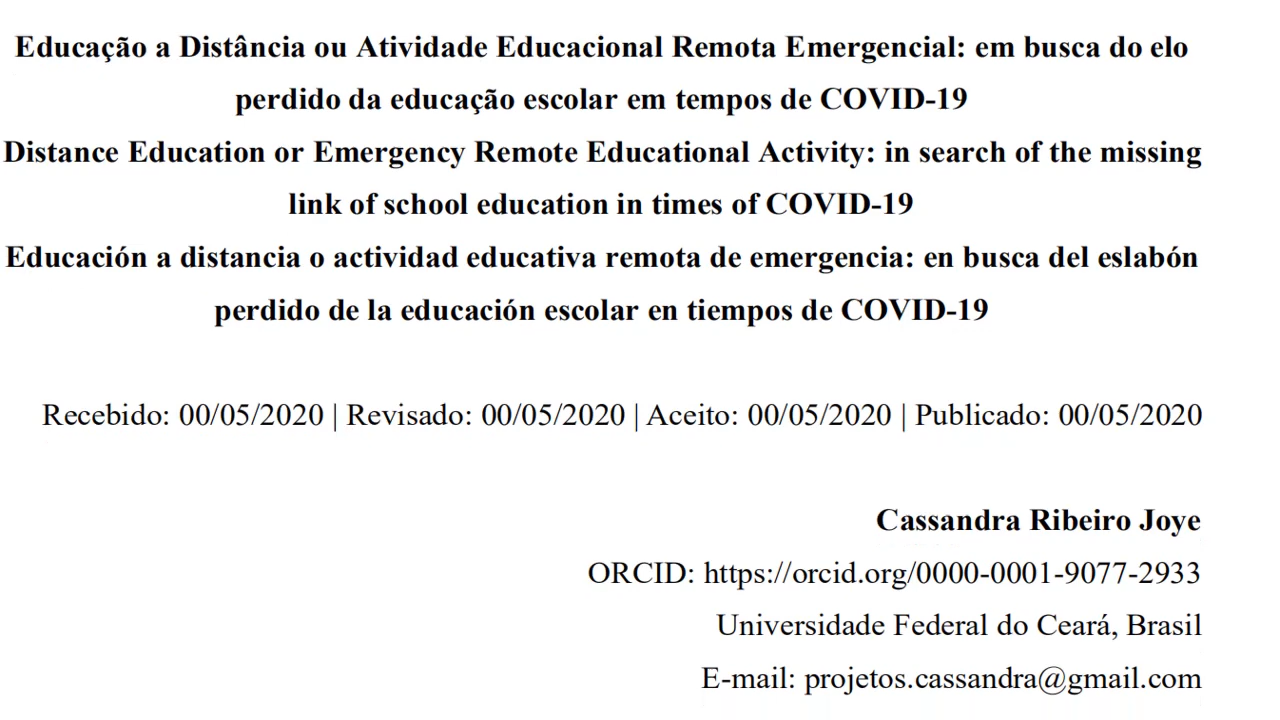 Educação a Distância ou Atividade Educacional Remota Emergencial: em busca do elo
perdido da educação escolar em tempos de COVID-19
Distance Education or Emergency Remote Educational Activity: in search of the missing
link of school education in times of COVID-19
Educación a distancia o actividad educativa remota de emergencia: en busca del eslabón
perdido de la educación escolar en tiempos de COVID-19
Recebido: 00/05/2020 | Revisado: 00/05/2020 | Aceito: 00/05/2020 | Publicado: 00/05/2020
Cassandra Ribeiro Joye
ORCID: https://orcid.org/0000-0001-9077-2933
Universidade Federal do Ceará, Brasil
E-mail: projetos.cassandra@gmail.com